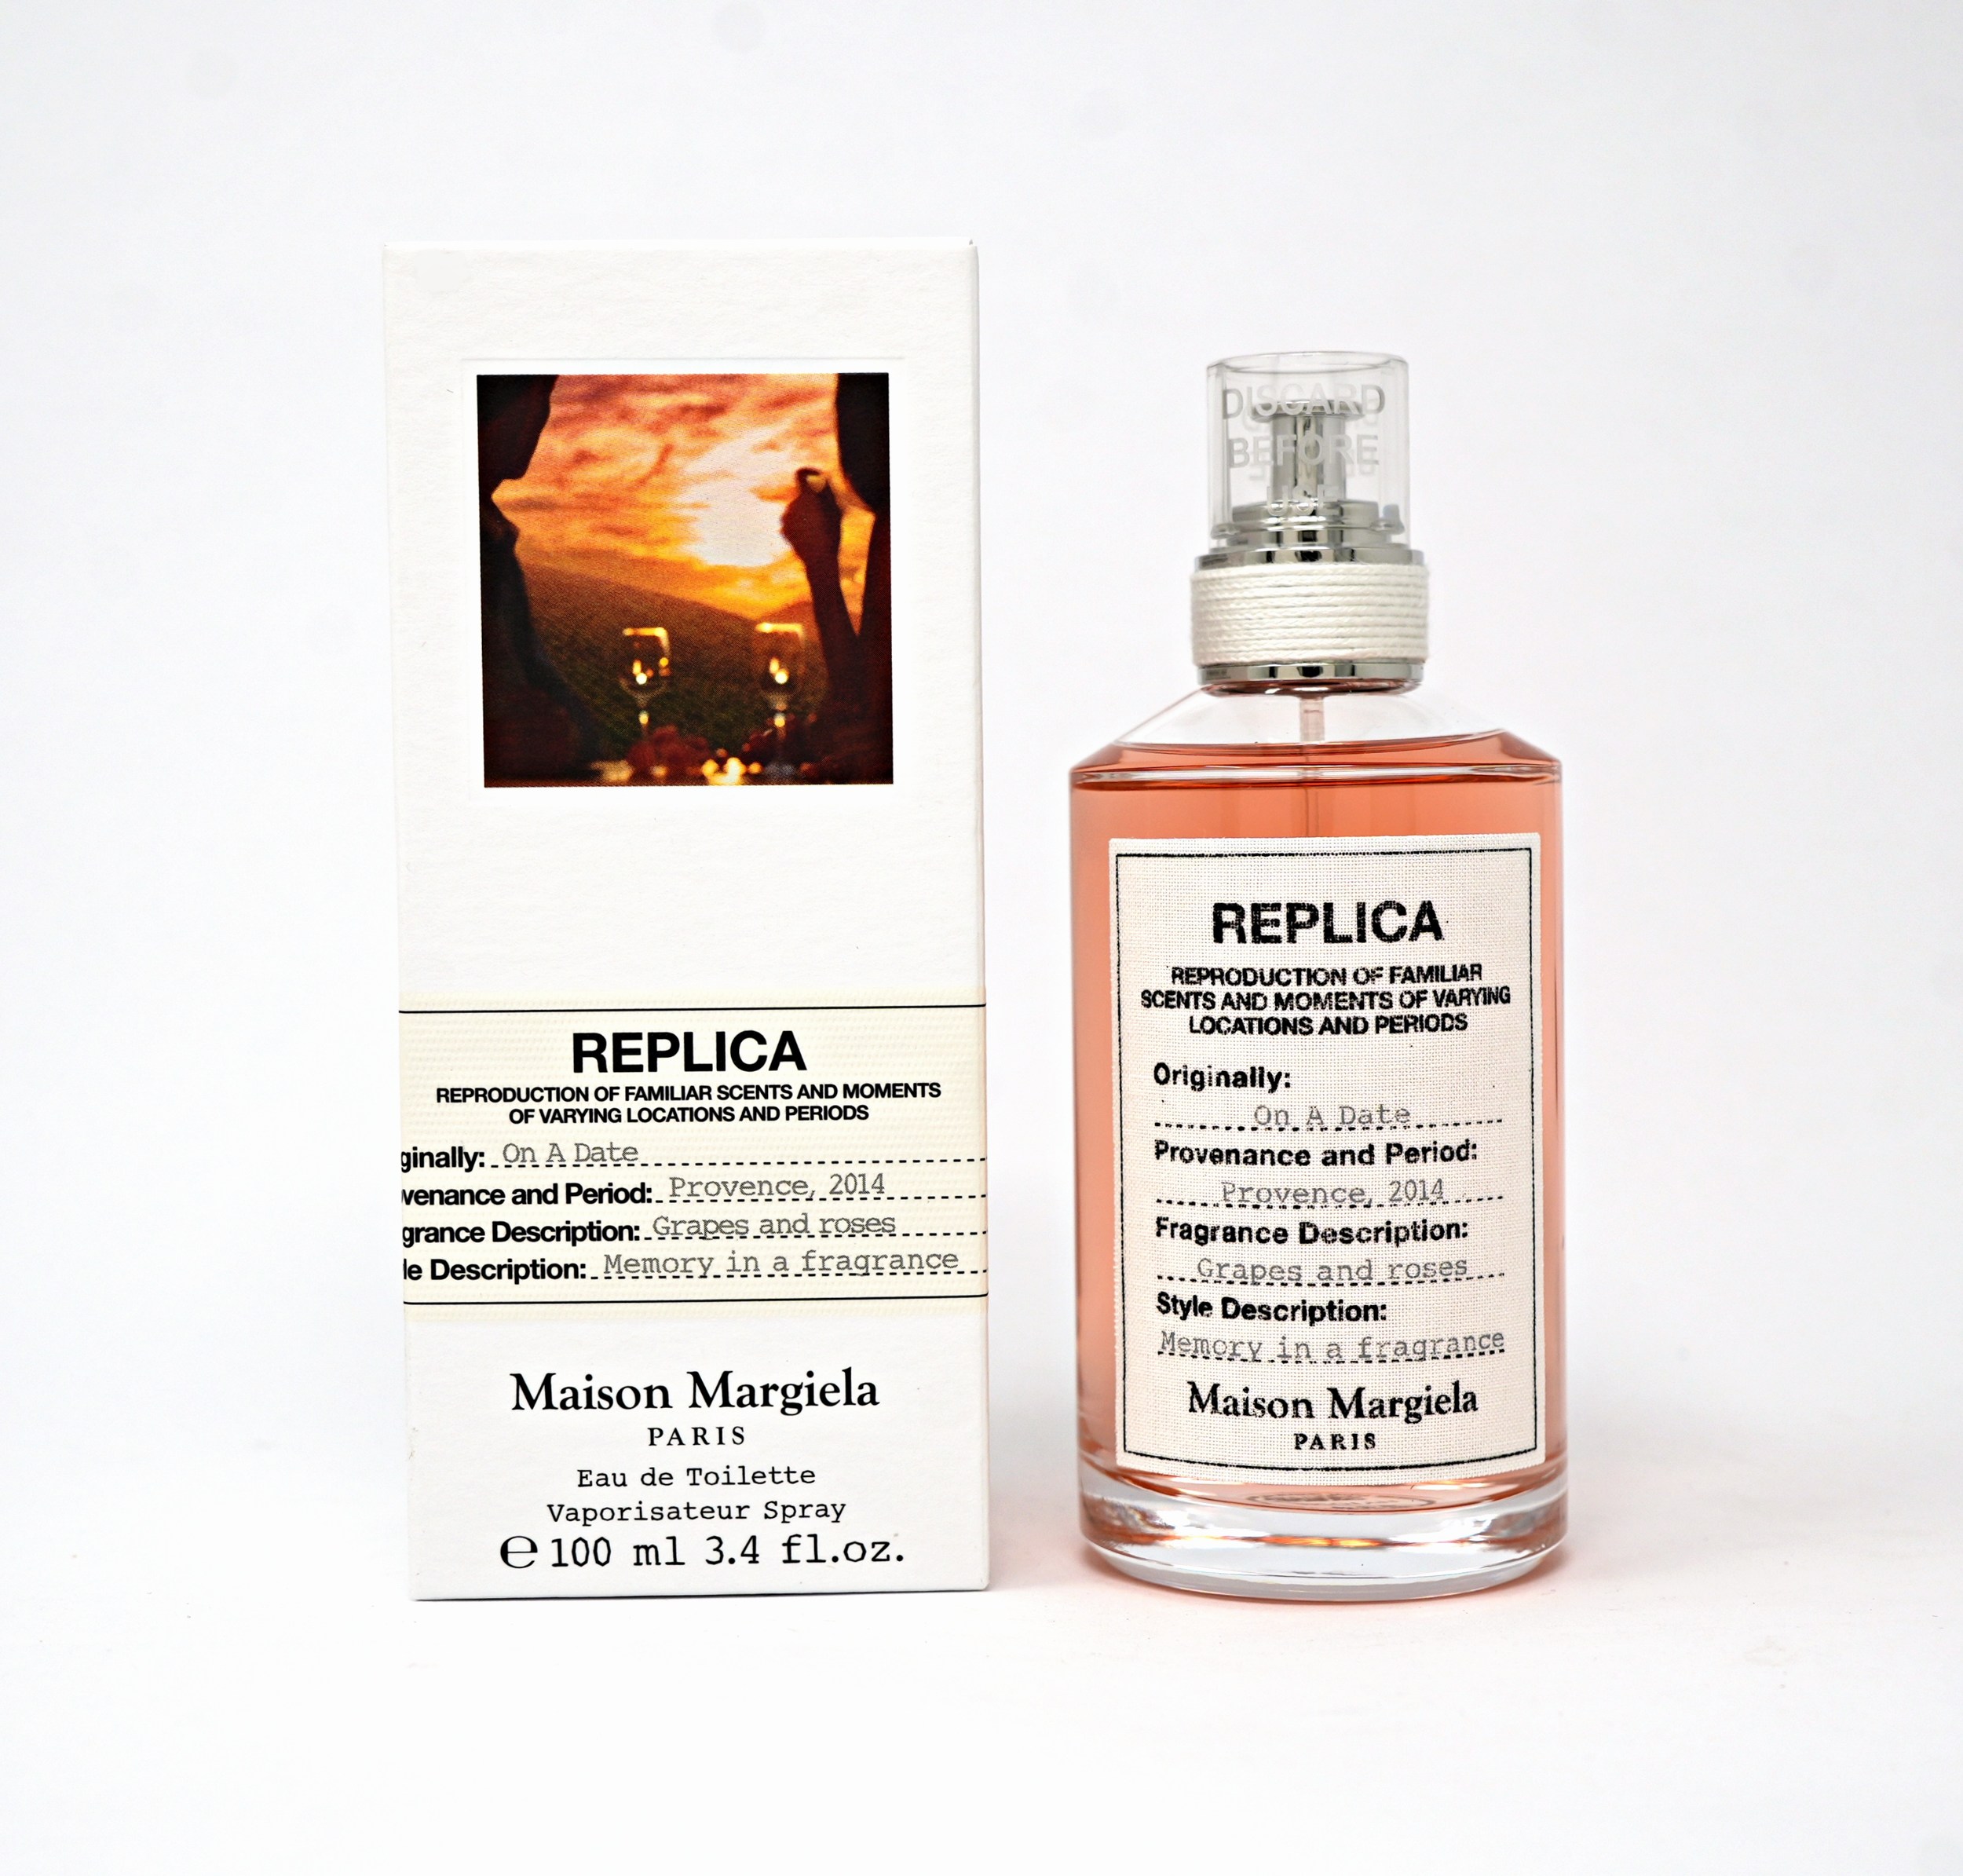 REPLICA
REPRODUCTION OF FAMILIAR SCENTS AND MOMENTS
OF VARYING LOCATIONS AND PERIODS
ginally: On A Date
venance and Period: Provence, 2014
grance Description: Grapes and roses
le Description: Memory in a fragrance
Maison Margiela
PARIS
Eau de Toilette
Vaporisateur Spray
℮ 100 ml 3.4 fl.oz.
DISCARD
BEFORE
USE
REPLICA
REPRODUCTION OF FAMILIAR
SCENTS AND MOMENTS OF VARYING
LOCATIONS AND PERIODS
Originally:
On A Date
Provenance and Period:
Provence, 2014
Fragrance Description:
Grapes and roses
Style Description:
Memory in a fragrance
Maison Margiela
PARIS